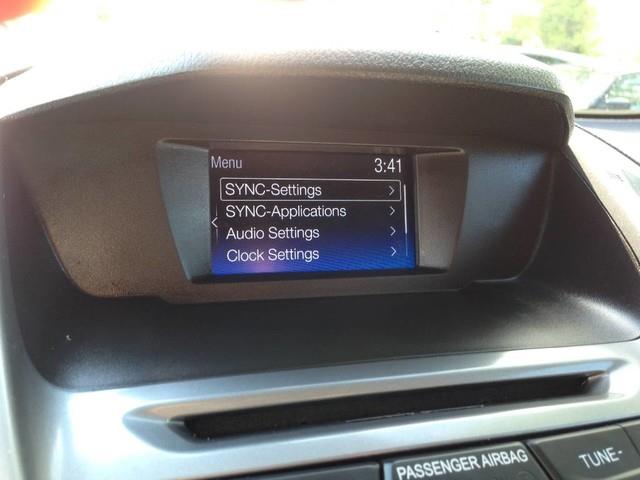 Menu 3:41
SYNC-Settings
SYNC-Applications
Audio Settings
Clock Settings
PASSENGER AIRBAG
TUNE-